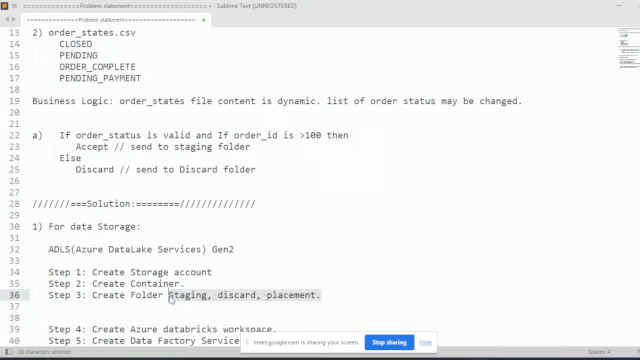 ==============Problem statement==================== • - Sublime Text [UNREGISTERED]
==============Problem statement
13 2) order_states.csv
14 CLOSED
15 PENDING
16 ORDER_COMPLETE
17 PENDING_PAYMENT
18
19 Business Logic: order_states file content is dynamic. list of order status may be changed.
20
21
22 a) If order_status is valid and If order_id is >100 then
23 Accept // send to staging folder
24 Else
25 Discard // send to Discard folder
26
27
28 ///////===Solution:========//////////////
29
30 1) For data Storage:
31
32 ADLS(Azure DataLake Services) Gen2
33
34 Step 1: Create Storage account
35 Step 2: Create Container.
36 Step 3: Create Folder Staging, discard, placement.
37
38
39 Step 4: Create Azure databricks workspace.
40 Step 5: Create Data Factory Service
meet.google.com is sharing your screen.
Stop sharing
Hide
28 characters selected
Spaces: 4